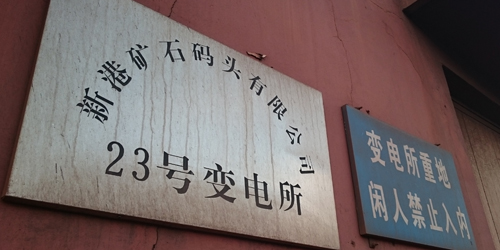 新港矿石码头有限公司
23号变电所
变电所重地
闲人禁止入内